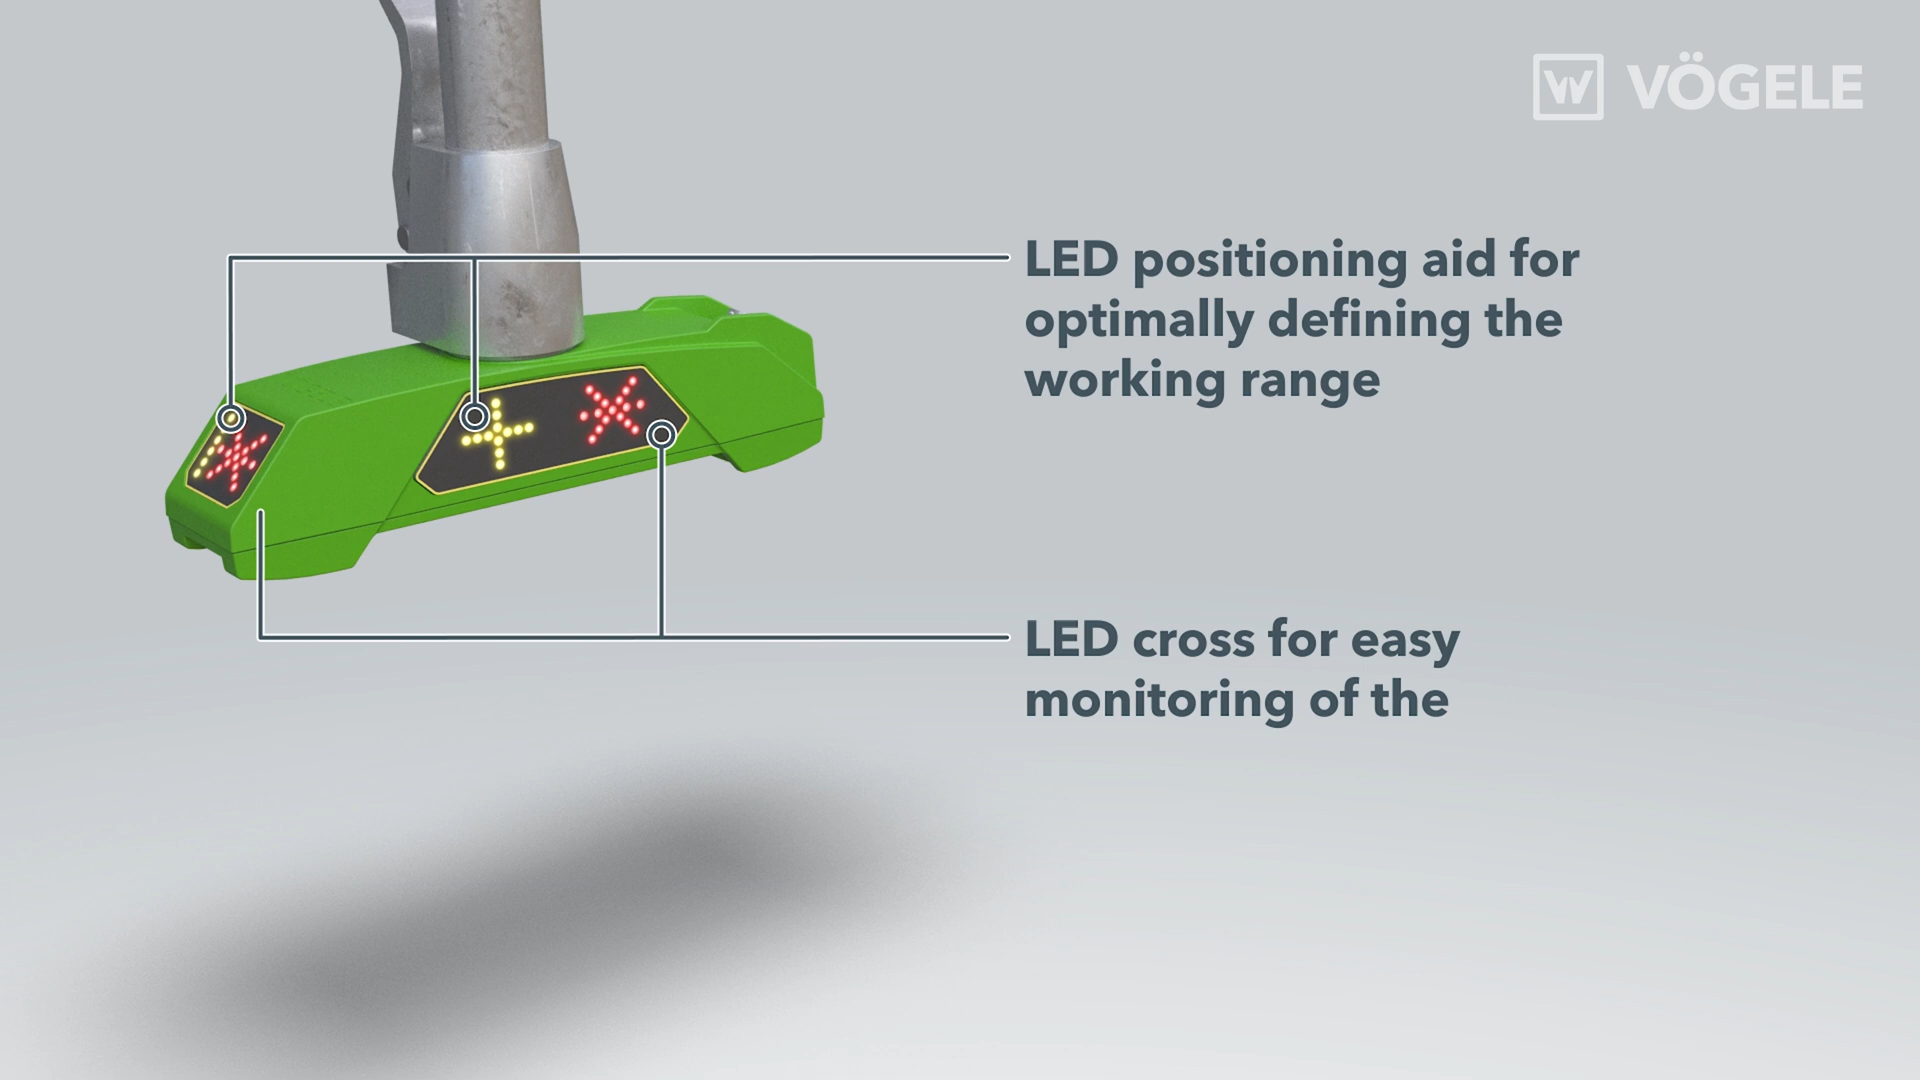 VÖGELE
LED positioning aid for
optimally defining the
working range
LED cross for easy
monitoring of the